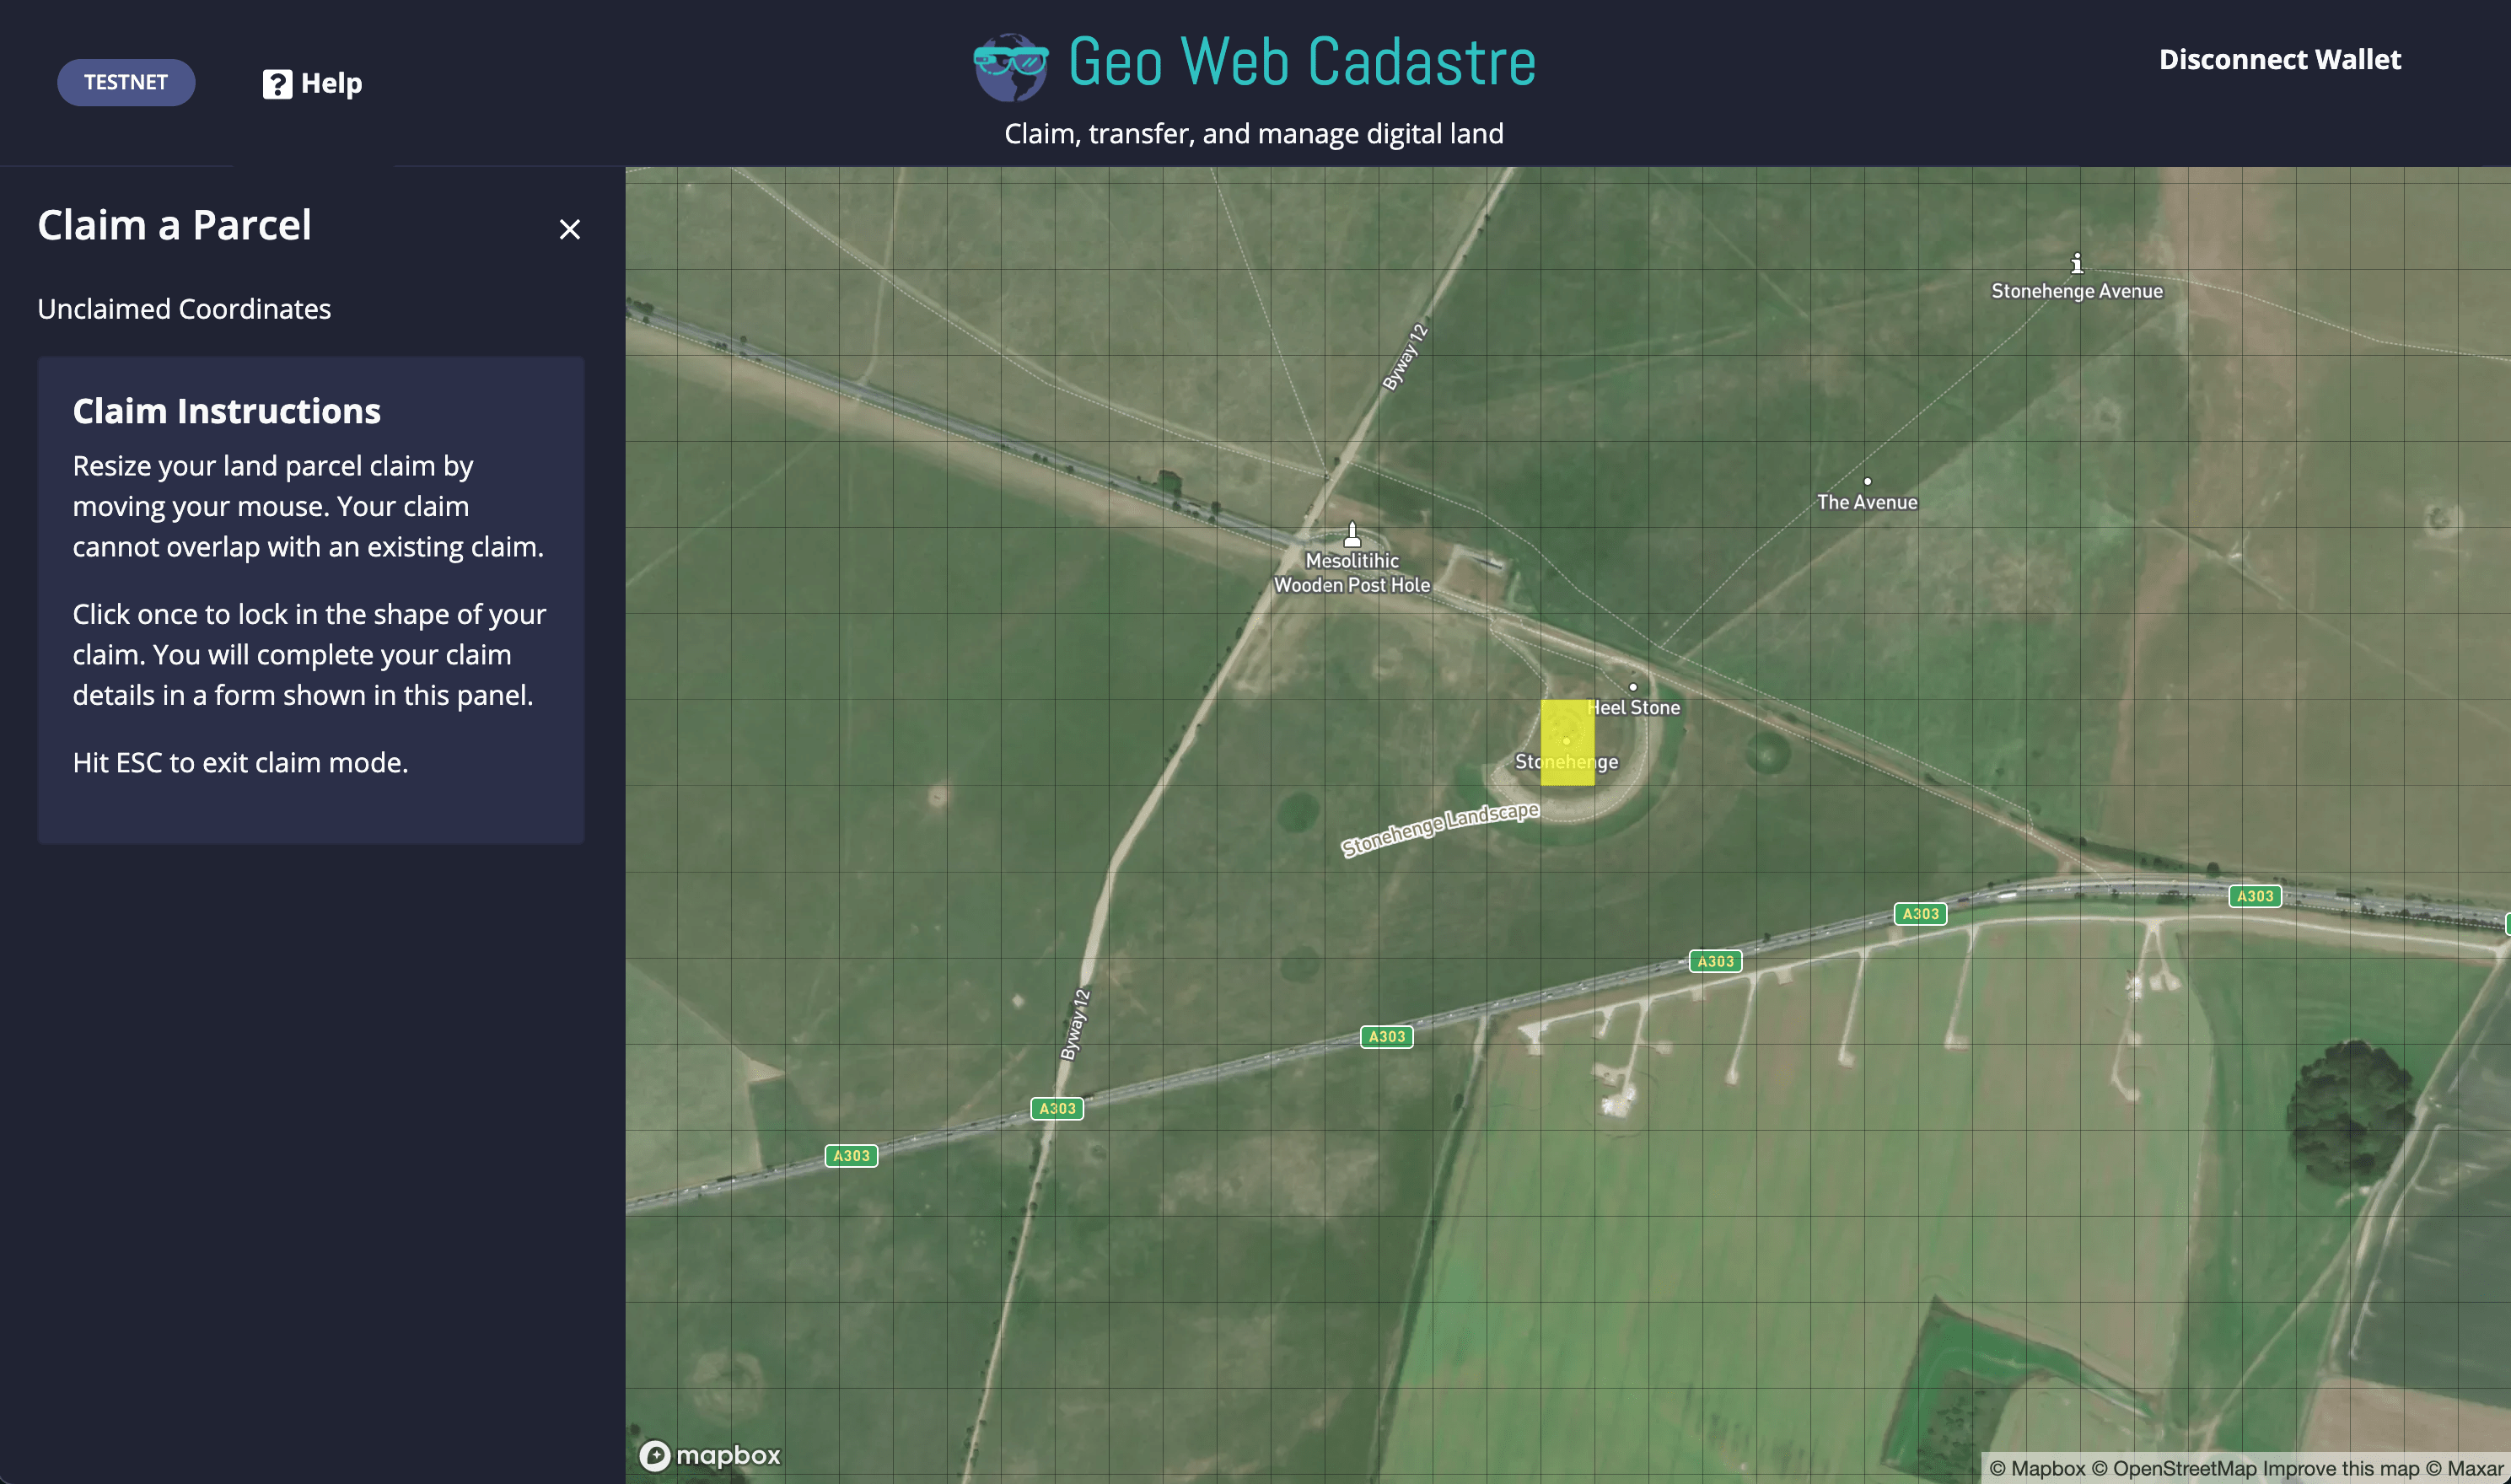 TESTNET
Help
Geo Web Cadastre
Claim, transfer, and manage digital land
Disconnect Wallet
Claim a Parcel
Unclaimed Coordinates
Claim Instructions
Resize your land parcel claim by
moving your mouse. Your claim
cannot overlap with an existing claim.
Click once to lock in the shape of your
claim. You will complete your claim
details in a form shown in this panel.
Hit ESC to exit claim mode.
Stonehenge Avenue
Byway 12
The Avenue
Mesolitihic
Wooden Post Hole
Heel Stone
Stonehenge
Stonehenge Landscape
A303
A303
A303
A303
Byway 12
A303
A303
mapbox
© Mapbox © OpenStreetMap Improve this map © Maxar